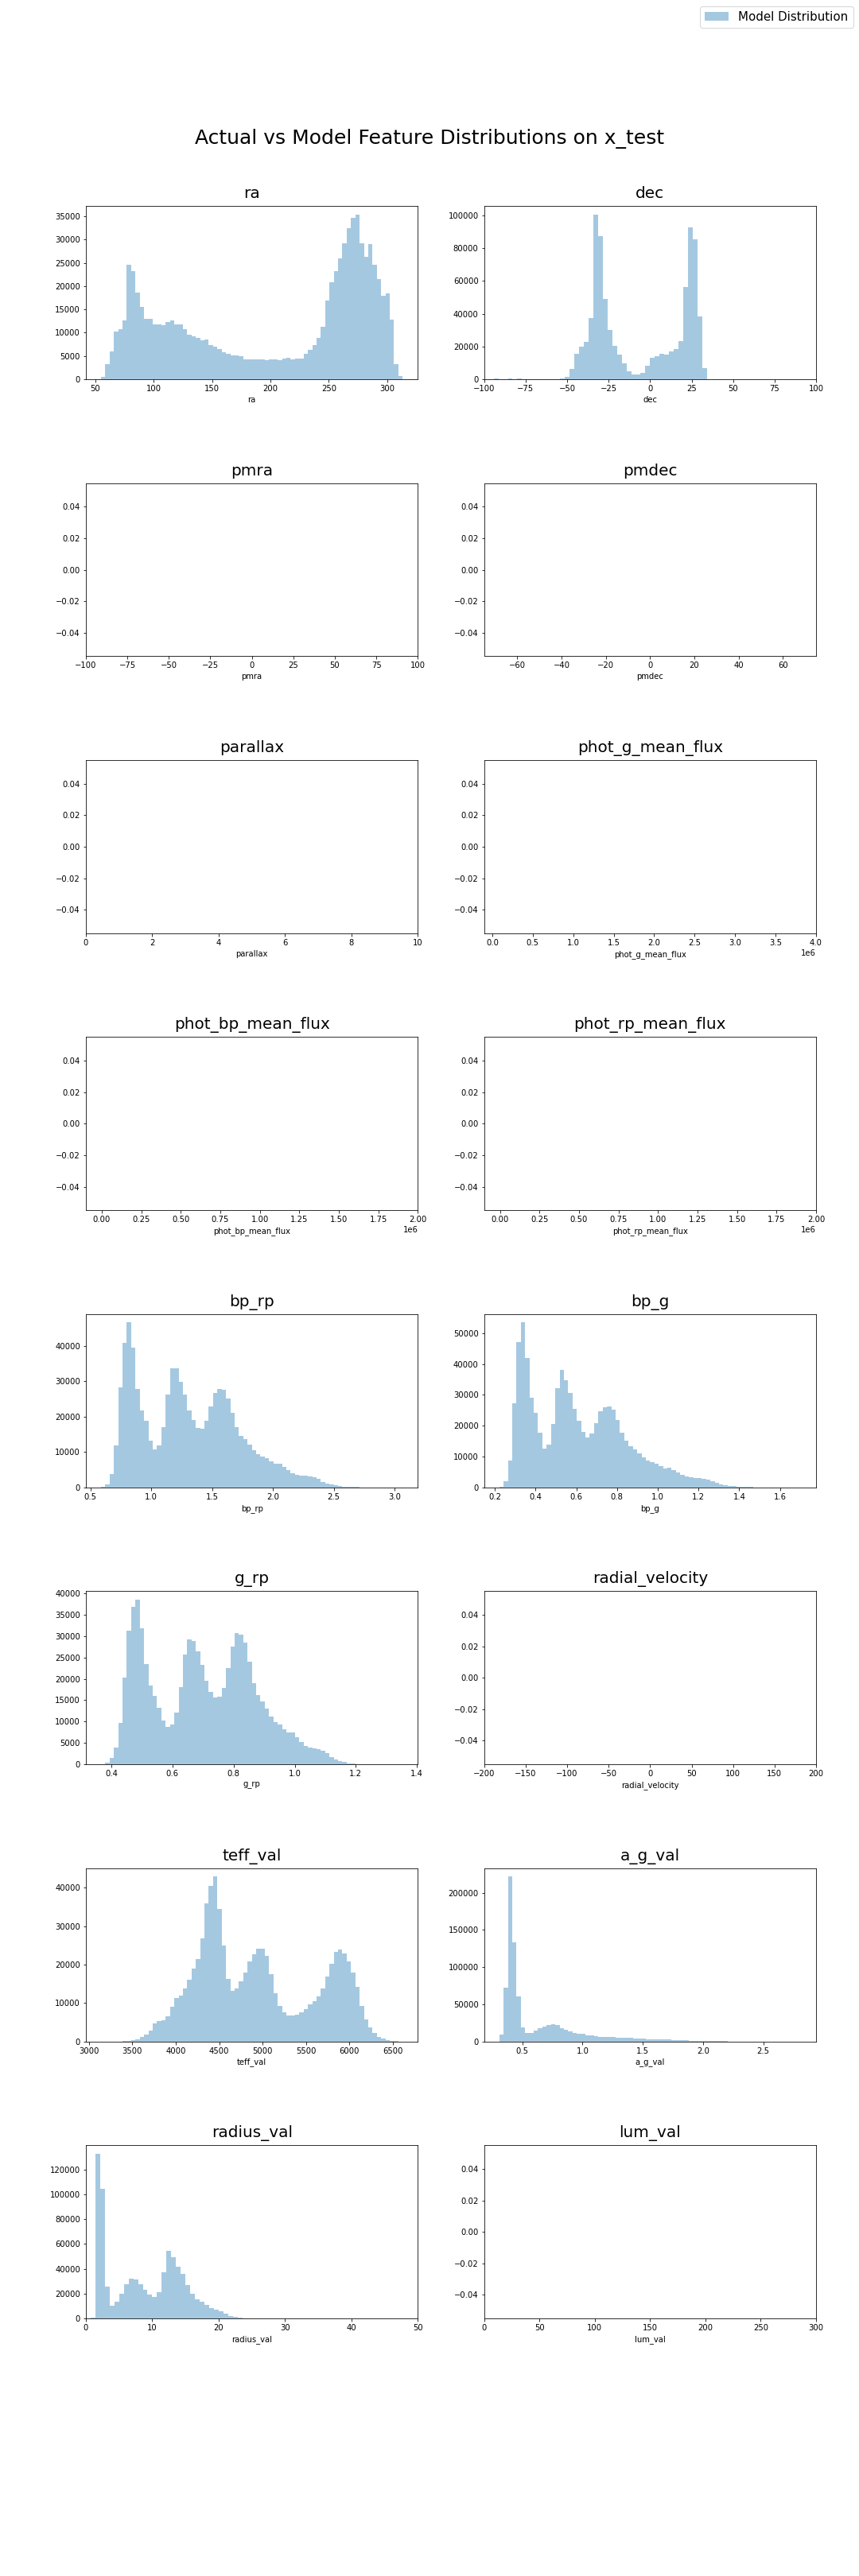 Model Distribution
Actual vs Model Feature Distributions on x_test
ra
35000
30000
25000
20000
15000
10000
5000
0
50 100 150 200 250 300
ra
dec
100000
80000
60000
40000
20000
0
−100 −75 −50 −25 0 25 50 75 100
dec
pmra
0.04
0.02
0.00
−0.02
−0.04
−100 −75 −50 −25 0 25 50 75 100
pmra
pmdec
0.04
0.02
0.00
−0.02
−0.04
−60 −40 −20 0 20 40 60
pmdec
parallax
0.04
0.02
0.00
−0.02
−0.04
0 2 4 6 8 10
parallax
phot_g_mean_flux
0.04
0.02
0.00
−0.02
−0.04
0.0 0.5 1.0 1.5 2.0 2.5 3.0 3.5 4.0
1e6
phot_g_mean_flux
phot_bp_mean_flux
0.04
0.02
0.00
−0.02
−0.04
0.00 0.25 0.50 0.75 1.00 1.25 1.50 1.75 2.00
1e6
phot_bp_mean_flux
phot_rp_mean_flux
0.04
0.02
0.00
−0.02
−0.04
0.00 0.25 0.50 0.75 1.00 1.25 1.50 1.75 2.00
1e6
phot_rp_mean_flux
bp_rp
40000
30000
20000
10000
0
0.5 1.0 1.5 2.0 2.5 3.0
bp_rp
bp_g
50000
40000
30000
20000
10000
0
0.2 0.4 0.6 0.8 1.0 1.2 1.4 1.6
bp_g
g_rp
40000
35000
30000
25000
20000
15000
10000
5000
0
0.4 0.6 0.8 1.0 1.2 1.4
g_rp
radial_velocity
0.04
0.02
0.00
−0.02
−0.04
−200 −150 −100 −50 0 50 100 150 200
radial_velocity
teff_val
40000
30000
20000
10000
0
3000 3500 4000 4500 5000 5500 6000 6500
teff_val
a_g_val
200000
150000
100000
50000
0
0.5 1.0 1.5 2.0 2.5
a_g_val
radius_val
120000
100000
80000
60000
40000
20000
0
0 10 20 30 40 50
radius_val
lum_val
0.04
0.02
0.00
−0.02
−0.04
0 50 100 150 200 250 300
lum_val